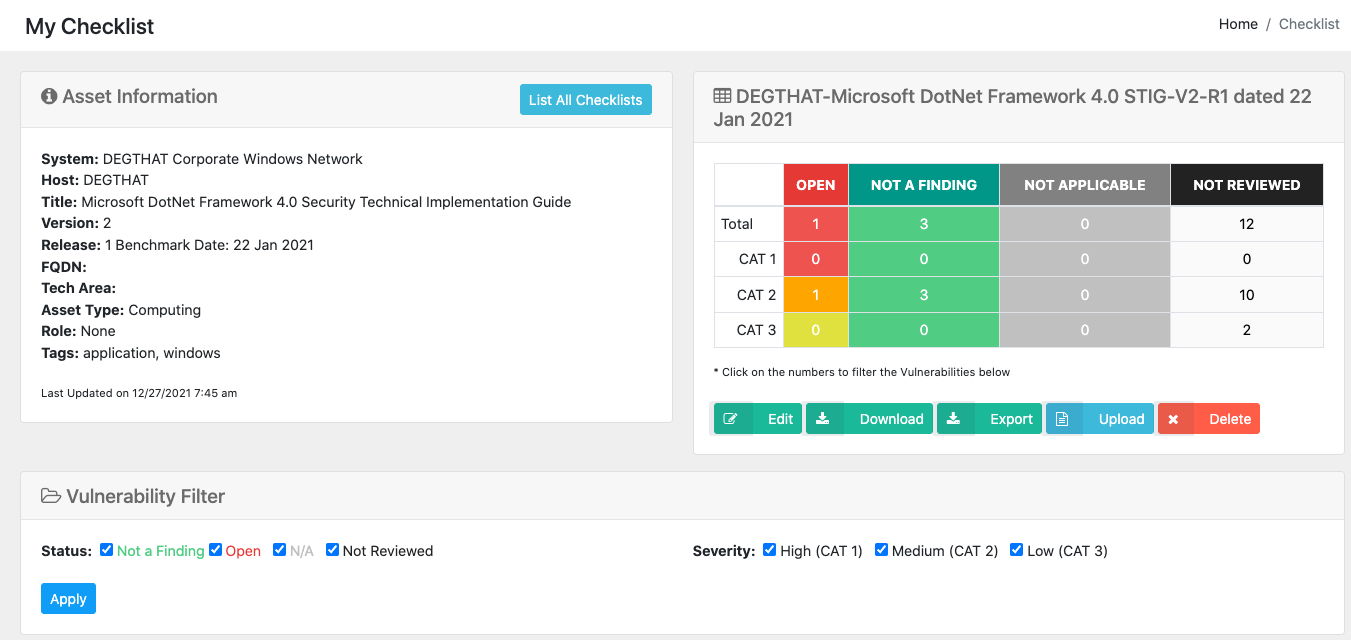 My Checklist
Home / Checklist
Asset Information
List All Checklists
System: DEGTHAT Corporate Windows Network
Host: DEGTHAT
Title: Microsoft DotNet Framework 4.0 Security Technical Implementation Guide
Version: 2
Release: 1 Benchmark Date: 22 Jan 2021
FQDN:
Tech Area:
Asset Type: Computing
Role: None
Tags: application, windows
Last Updated on 12/27/2021 7:45 am
DEGTHAT-Microsoft DotNet Framework 4.0 STIG-V2-R1 dated 22
Jan 2021
OPEN NOT A FINDING NOT APPLICABLE NOT REVIEWED
Total 1 3 0 12
CAT 1 0 0 0 0
CAT 2 1 3 0 10
CAT 3 0 0 0 2
* Click on the numbers to filter the Vulnerabilities below
Edit Download Export Upload Delete
Vulnerability Filter
Status: Not a Finding Open N/A Not Reviewed
Severity: High (CAT 1) Medium (CAT 2) Low (CAT 3)
Apply